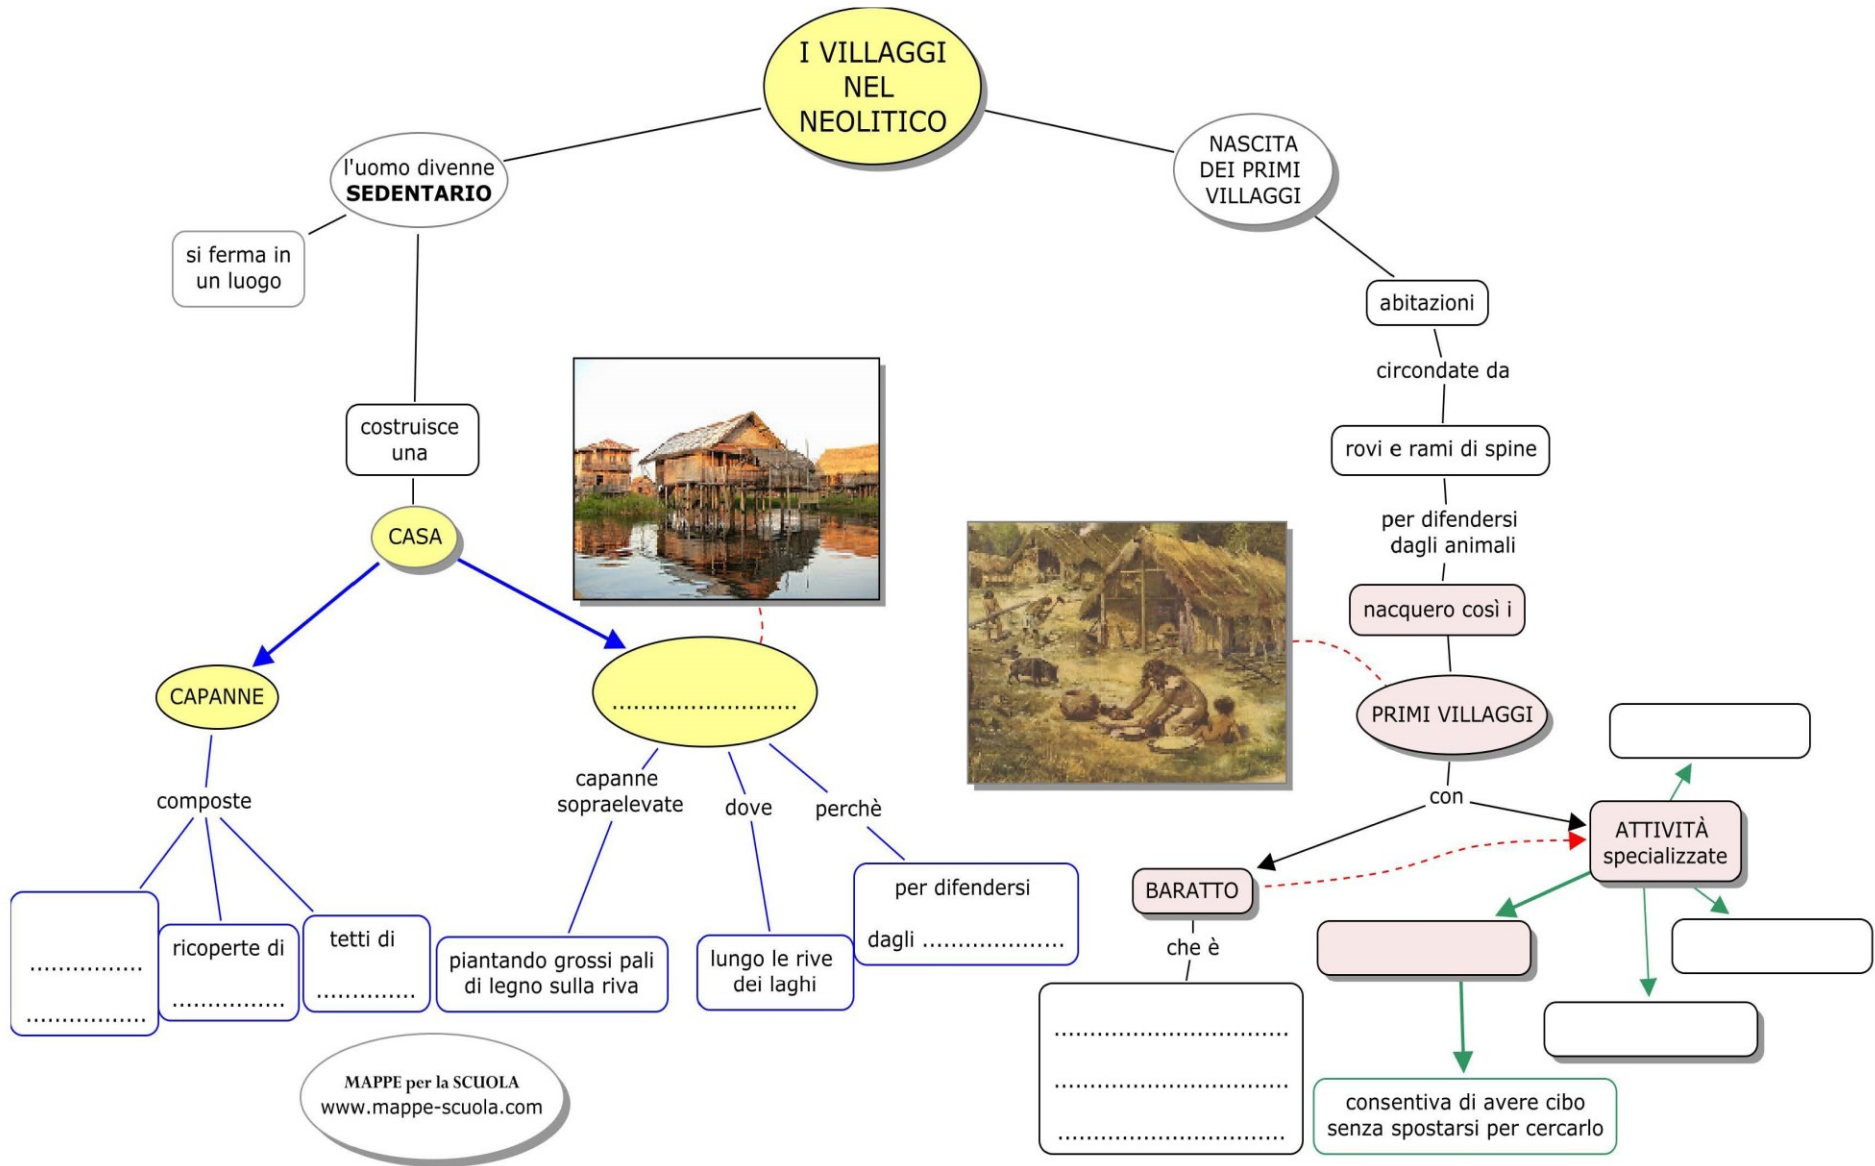 I VILLAGGI
NEL
NEOLITICO
l'uomo divenne
SEDENTARIO
si ferma in
un luogo
costruisce
una
CASA
CAPANNE
composte
..................
..................
ricoperte di
..................
tetti di
..................
..........................
capanne
sopraelevate
piantando grossi pali
di legno sulla riva
dove
lungo le rive
dei laghi
perchè
per difendersi
dagli ....................
NASCITA
DEI PRIMI
VILLAGGI
abitazioni
circondate da
rovi e rami di spine
per difendersi
dagli animali
nacquero così i
PRIMI VILLAGGI
con
BARATTO
che è
.................................
.................................
.................................
ATTIVITÀ
specializzate
consentiva di avere cibo
senza spostarsi per cercarlo
MAPPE per la SCUOLA
www.mappe-scuola.com